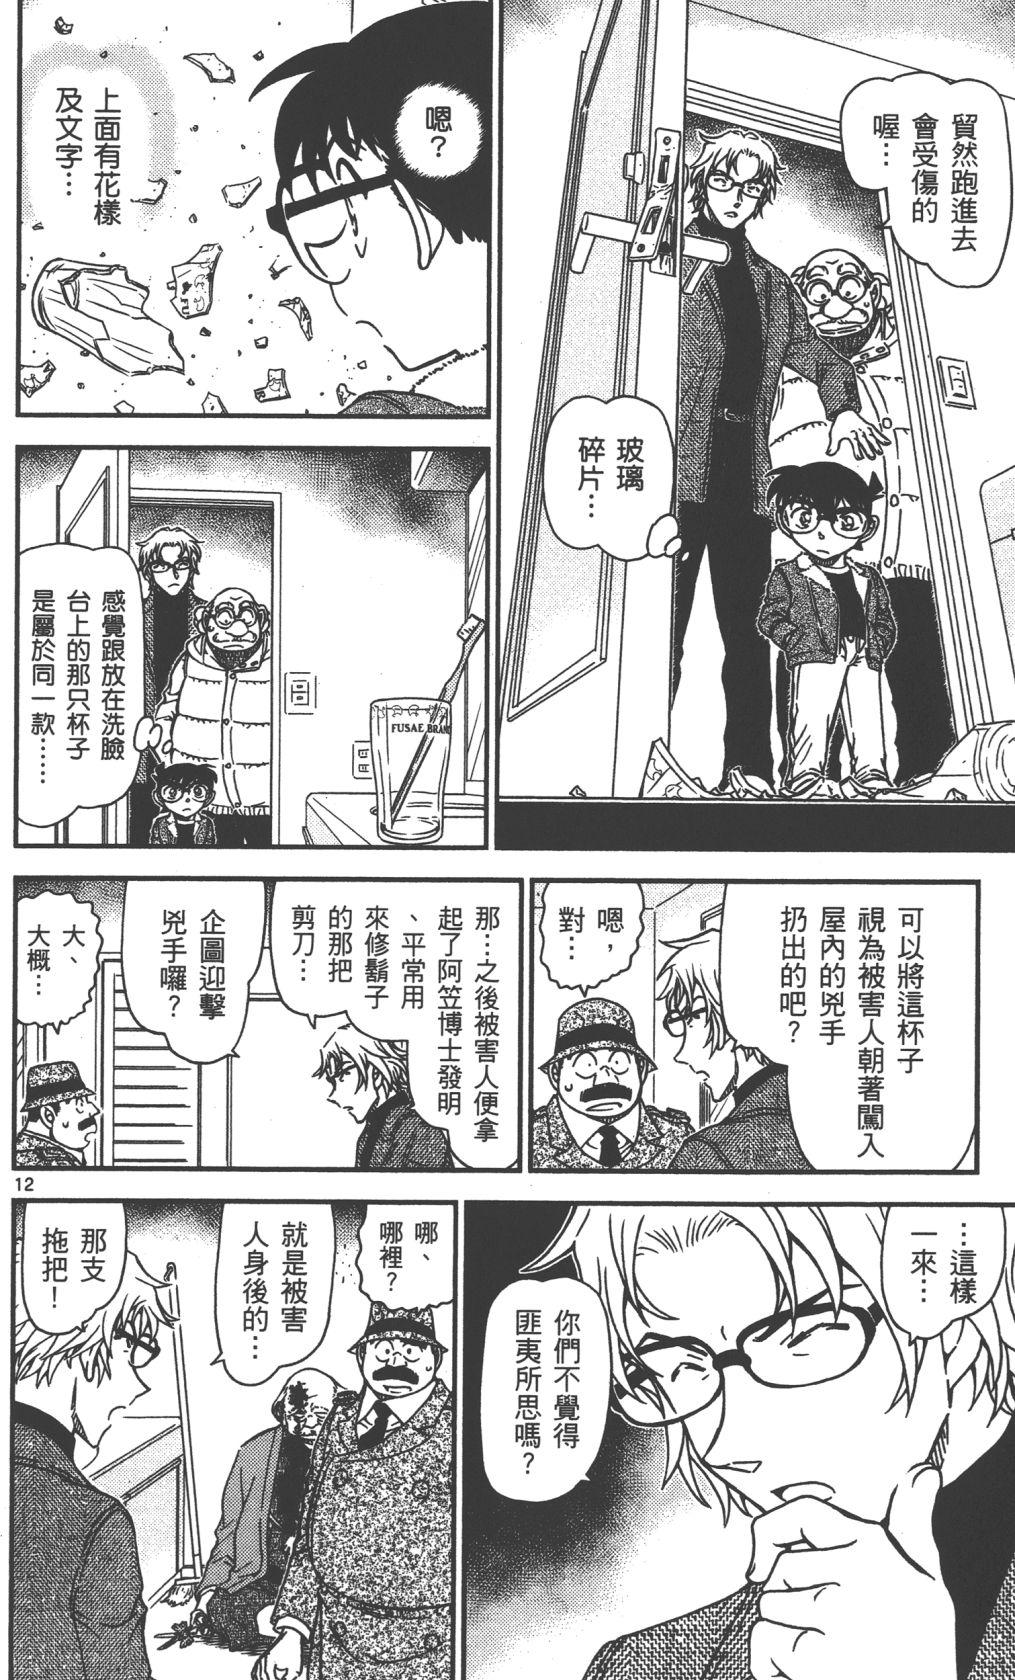 貿然跑進去
會受傷的
喔…
玻璃
碎片…
嗯？
上面有花樣
及文字…
FU
感覺跟放在洗臉
台上的那只杯子
是屬於同一款……
FUSAE BRAND
可以將這杯子
視為被害人朝著闖入
屋內的兇手
扔出的吧？
嗯，
對…
那…之後被害人便拿
起了阿笠博士發明
、平常用
來修鬍子
的那把
剪刀…
企圖迎擊
兇手囉？
大、
大概…
12
…這樣
一來…
你們不覺得
匪夷所思嗎？
哪、
哪裡？
就是被害
人身後的…
那支
拖把！